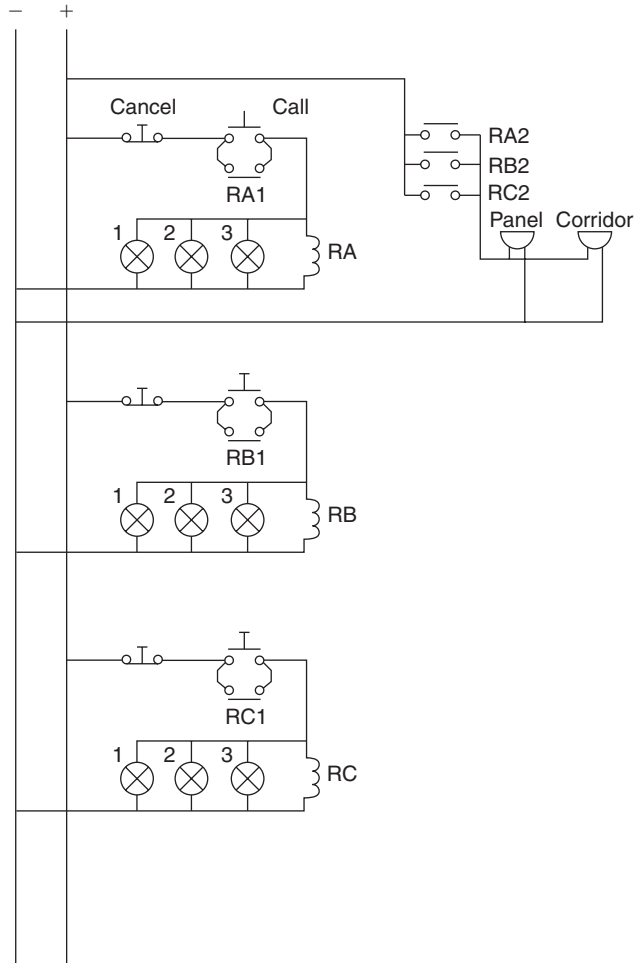 − +
Cancel Call
RA2
RB2
RC2
RA1
Panel Corridor
1 2 3
RA
RB1
1 2 3
RB
RC1
1 2 3
RC